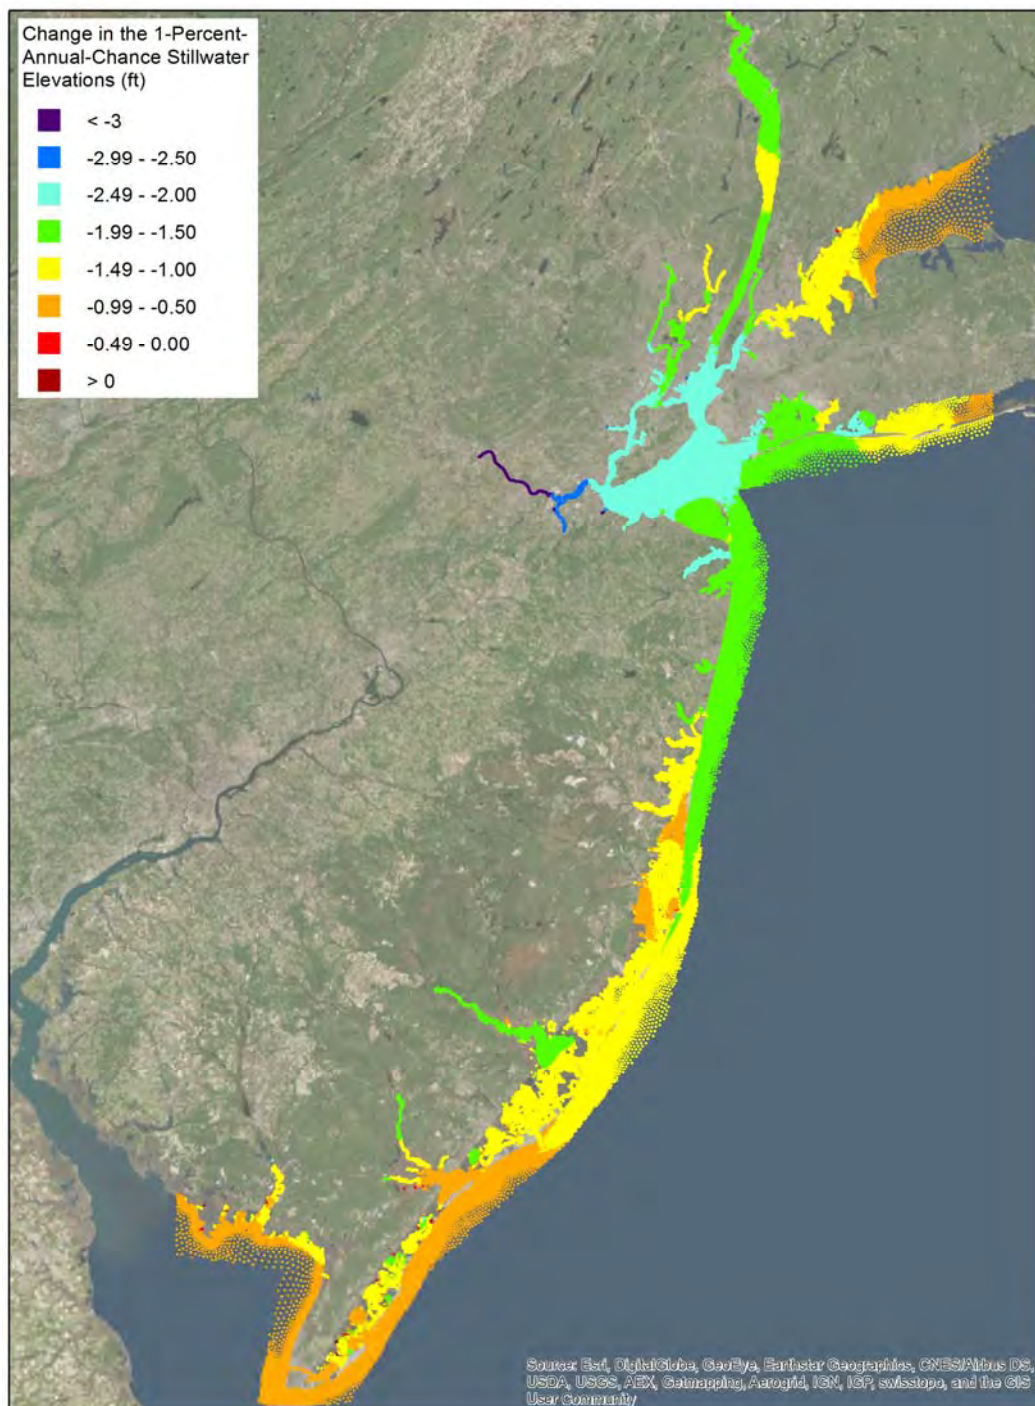 Change in the 1-Percent-
Annual-Chance Stillwater
Elevations (ft)
< -3
-2.99 - -2.50
-2.49 - -2.00
-1.99 - -1.50
-1.49 - -1.00
-0.99 - -0.50
-0.49 - 0.00
> 0
Source: Esri, DigitalGlobe, GeoEye, Earthstar Geographics, CNES/Airbus DS,
USDA, USGS, AEX, Getmapping, Aerogrid, IGN, IGP, swisstopo, and the GIS
User Community